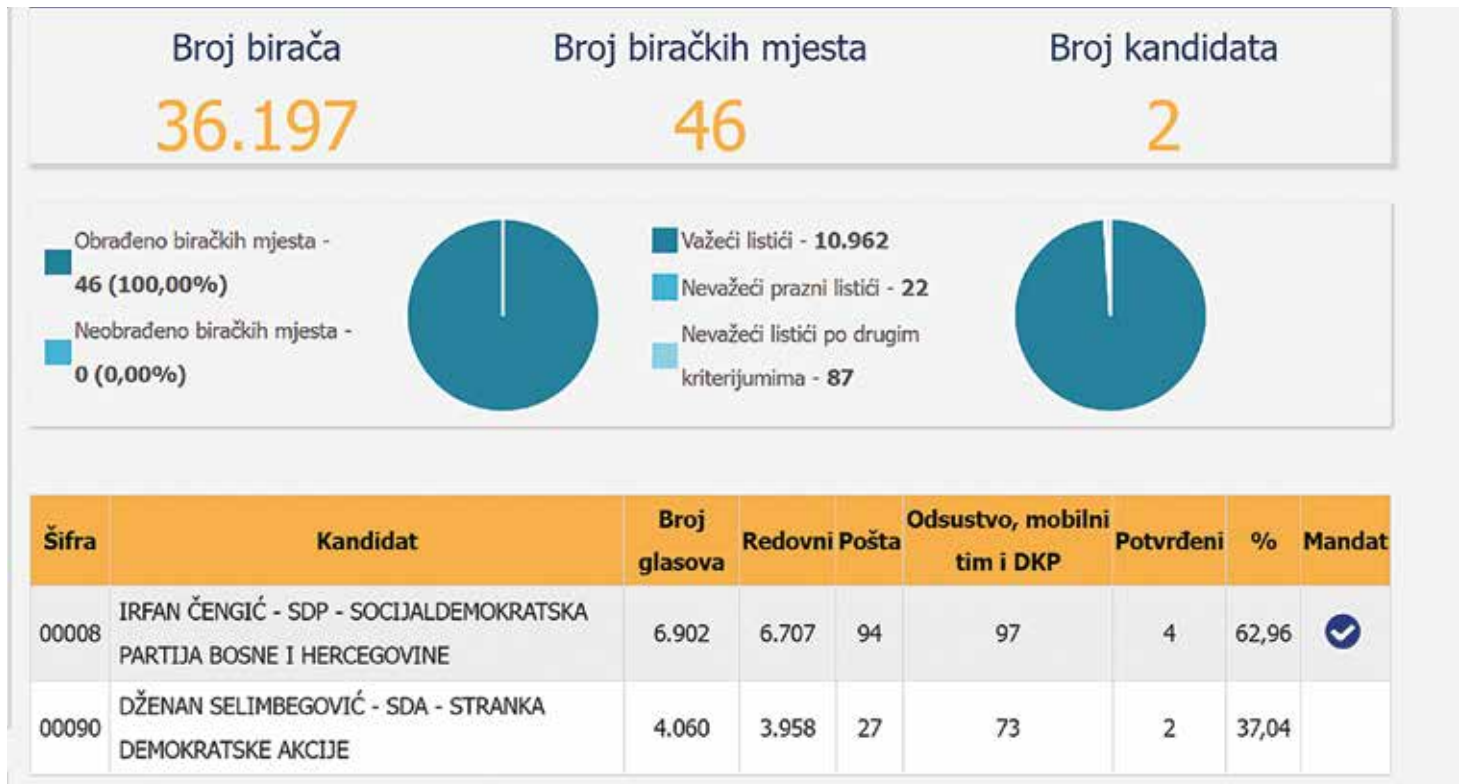 Broj birača
Broj biračkih mjesta
Broj kandidata
36.197
46
2
Obrađeno biračkih mjesta -
46 (100,00%)
Neobrađeno biračkih mjesta -
0 (0,00%)
Važeći listići - 10.962
Nevažeći prazni listići - 22
Nevažeći listići po drugim
kriterijumima - 87
Šifra Kandidat Broj glasova Redovni Pošta Odsustvo, mobilni tim i DKP Potvrđeni % Mandat
00008 IRFAN ČENGIĆ - SDP - SOCIJALDEMOKRATSKA PARTIJA BOSNE I HERCEGOVINE 6.902 6.707 94 97 4 62,96
00090 DŽENAN SELIMBEGOVIĆ - SDA - STRANKA DEMOKRATSKE AKCIJE 4.060 3.958 27 73 2 37,04